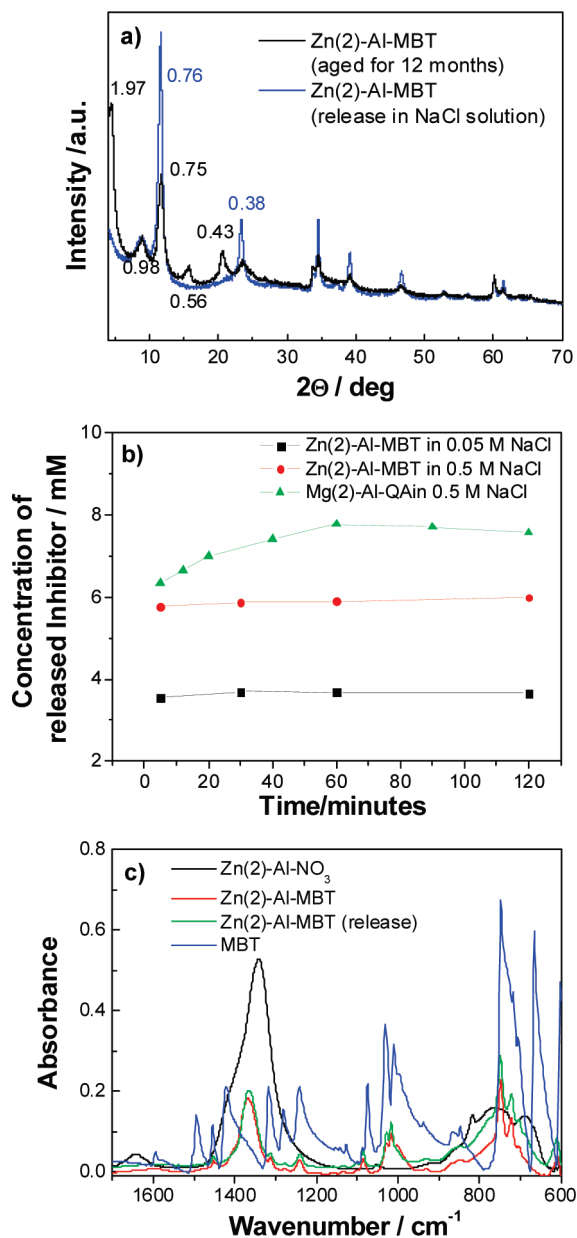 a)
Zn(2)-Al-MBT
(aged for 12 months)
Zn(2)-Al-MBT
(release in NaCl solution)
1.97
0.76
0.75
0.98
0.56
0.43
0.38
Intensity /a.u.
10 20 30 40 50 60 70
2Θ / deg
b)
Zn(2)-Al-MBT in 0.05 M NaCl
Zn(2)-Al-MBT in 0.5 M NaCl
Mg(2)-Al-QAin 0.5 M NaCl
Concentration of
released Inhibitor / mM
10
8
6
4
2
0 20 40 60 80 100 120
Time/minutes
c)
Zn(2)-Al-NO3
Zn(2)-Al-MBT
Zn(2)-Al-MBT (release)
MBT
Absorbance
0.8
0.6
0.4
0.2
0.0
1600 1400 1200 1000 800 600
Wavenumber / cm-1